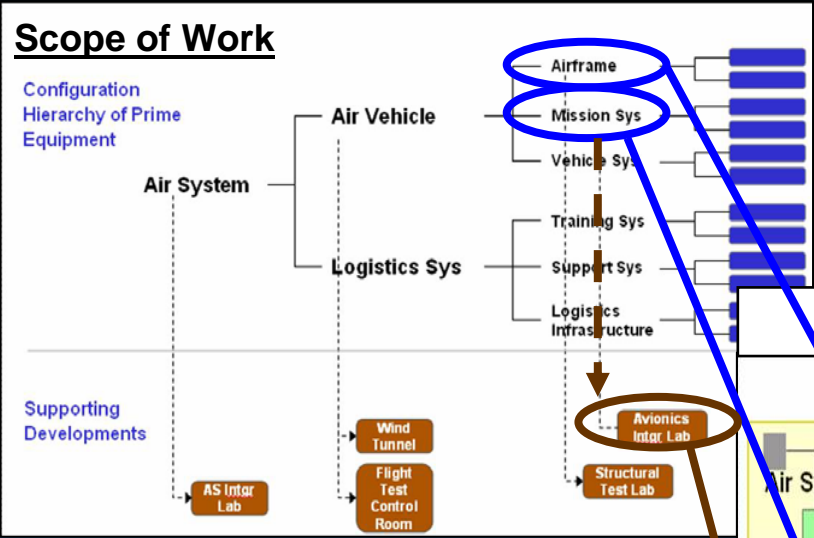 Scope of Work
Configuration
Hierarchy of Prime
Equipment
Airframe
Mission Sys
Vehicle Sys
Air Vehicle
Air System
Training Sys
Support Sys
Logistics Sys
Logistics
Infrastructure
Supporting
Developments
Avionics
Intgr Lab
Wind
Tunnel
Structural
Test Lab
Flight
Test
Control
Room
AS Intgr
Lab
Air S